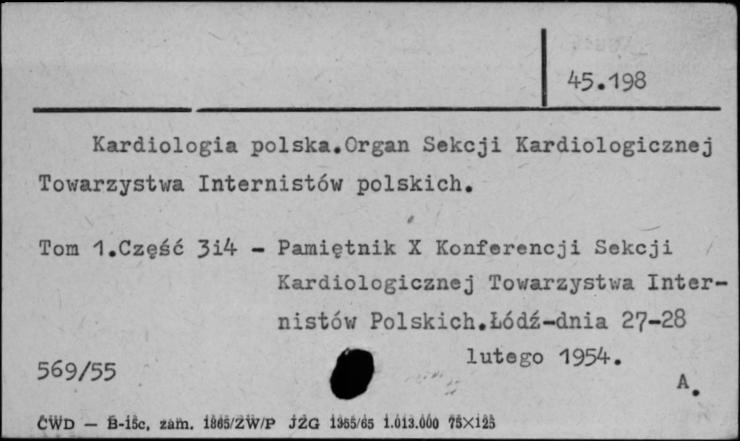 45.198
Kardiologia polska.Organ Sekcji Kardiologicznej
Towarzystwa Internistów polskich.
Tom 1.Część 3i4 - Pamiętnik X Konferencji Sekcji
Kardiologicznej Towarzystwa Inter-
nistów Polskich.Łódź-dnia 27-28
lutego 1954.
569/55
A.
ĆWD — B-15c, zam. 1865/ZW/P JZG 1355/65 1.013.000 75X125